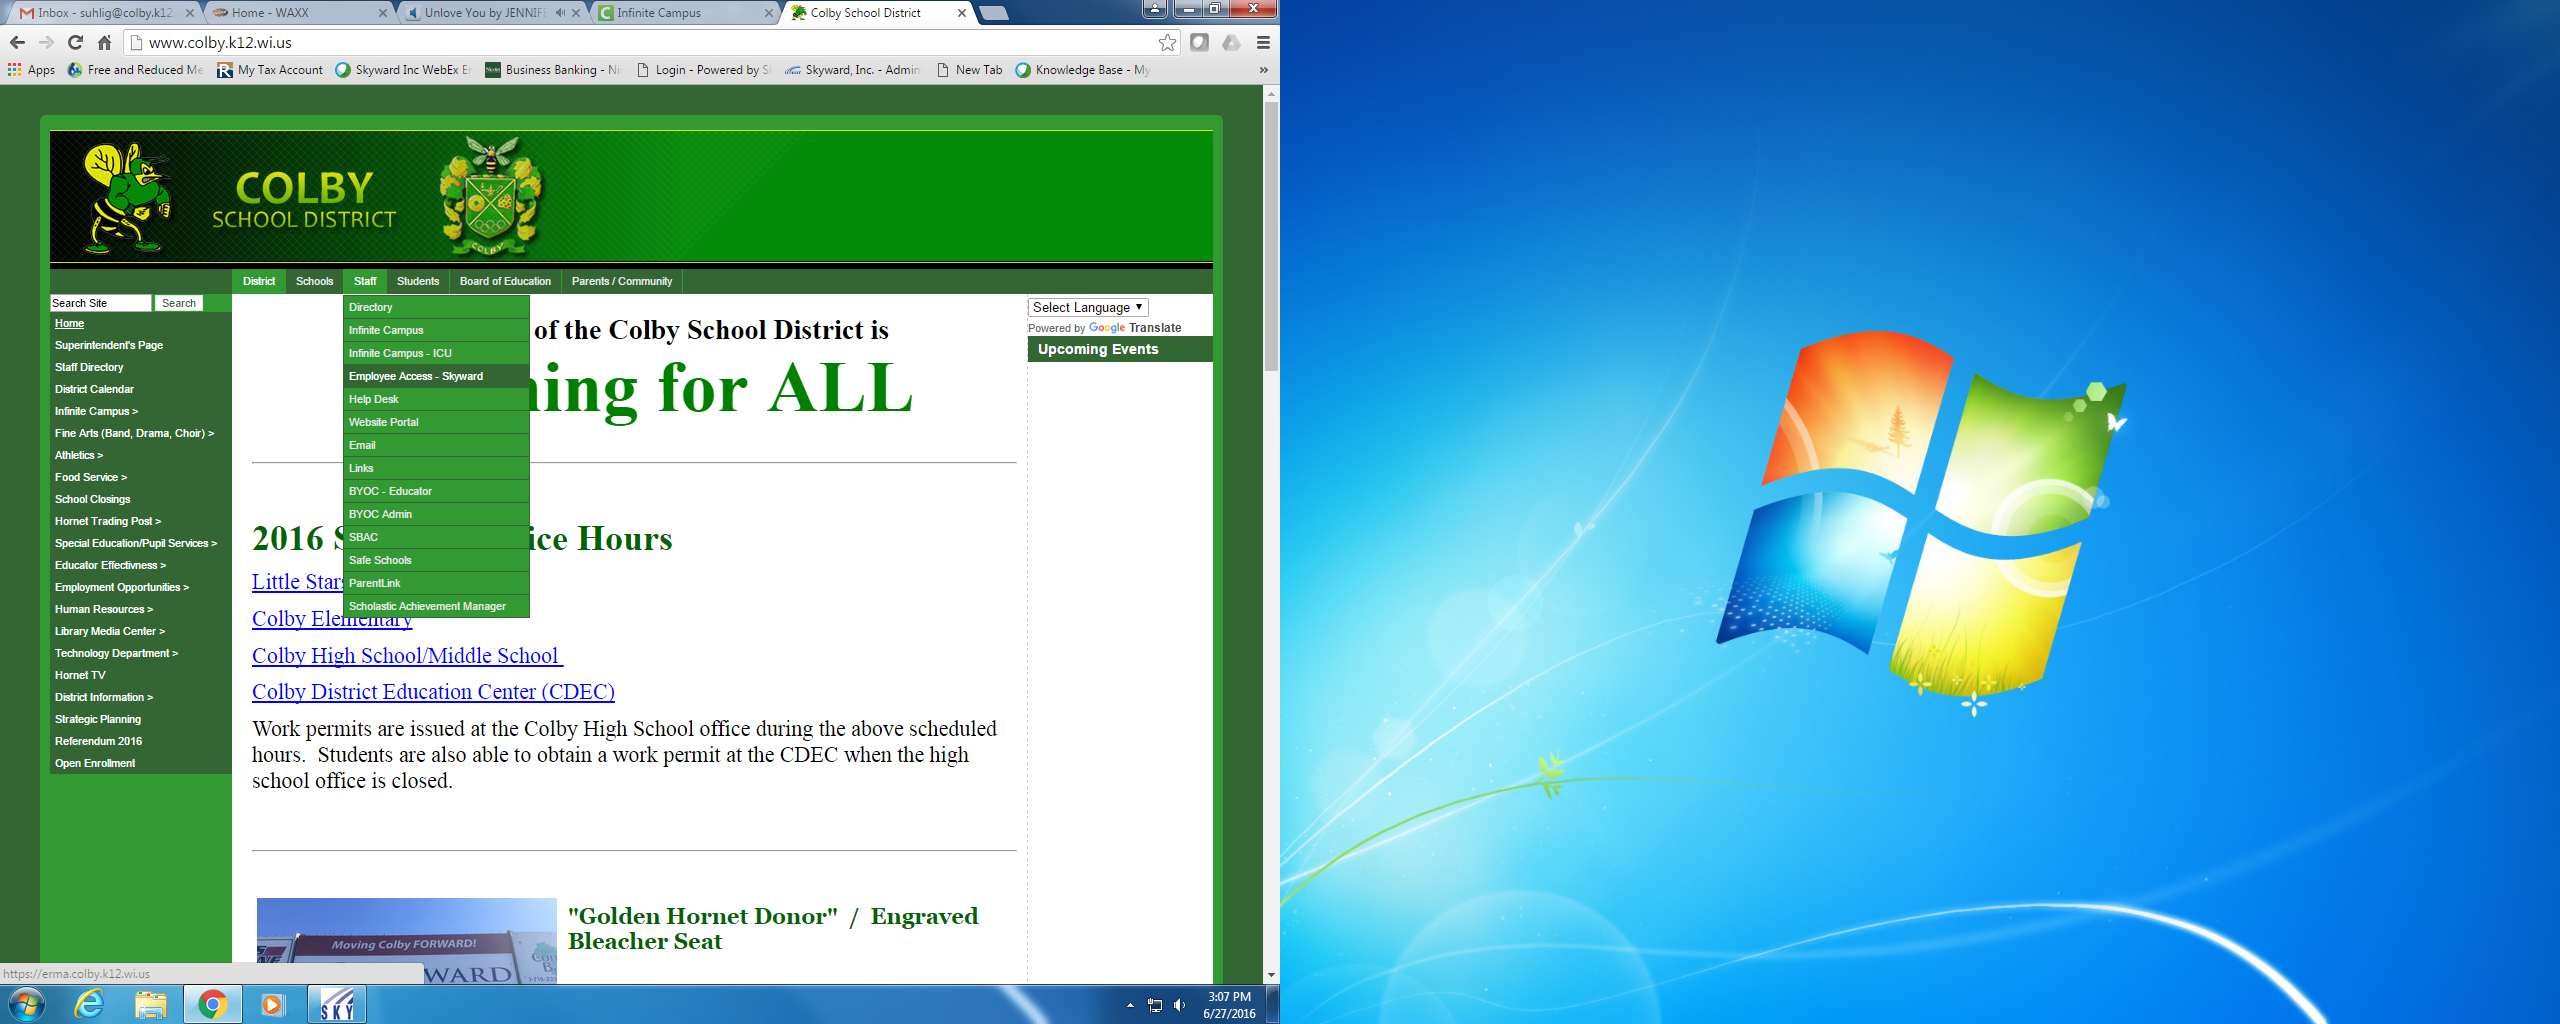 Inbox - suhlig@colby.k12
Home - WAXX
Unlove You by JENNIFE
Infinite Campus
Colby School District
www.colby.k12.wi.us
Apps
Free and Reduced Me
My Tax Account
Skyward Inc WebEx En
Business Banking - Ni
Login - Powered by Sk
Skyward, Inc. - Admin
New Tab
Knowledge Base - My
COLBY
SCHOOL DISTRICT
COLBY
District
Schools
Staff
Students
Board of Education
Parents / Community
Search Site
Search
Home
Superintendent's Page
Staff Directory
District Calendar
Infinite Campus >
Fine Arts (Band, Drama, Choir) >
Athletics >
Food Service >
School Closings
Hornet Trading Post >
Special Education/Pupil Services >
Educator Effectivness >
Employment Opportunities >
Human Resources >
Library Media Center >
Technology Department >
Hornet TV
District Information >
Strategic Planning
Referendum 2016
Open Enrollment
Directory
Infinite Campus
Infinite Campus - ICU
Employee Access - Skyward
Help Desk
Website Portal
Email
Links
BYOC - Educator
BYOC Admin
SBAC
Safe Schools
ParentLink
Scholastic Achievement Manager
of the Colby School District is
ning for ALL
2016 S ice Hours
Little Stars
Colby Elementary
Colby High School/Middle School
Colby District Education Center (CDEC)
Work permits are issued at the Colby High School office during the above scheduled
hours. Students are also able to obtain a work permit at the CDEC when the high
school office is closed.
"Golden Hornet Donor" / Engraved
Bleacher Seat
Moving Colby FORWARD!
WARD
Select Language
Powered by Google Translate
Upcoming Events
https://erma.colby.k12.wi.us
SKY
3:07 PM
6/27/2016